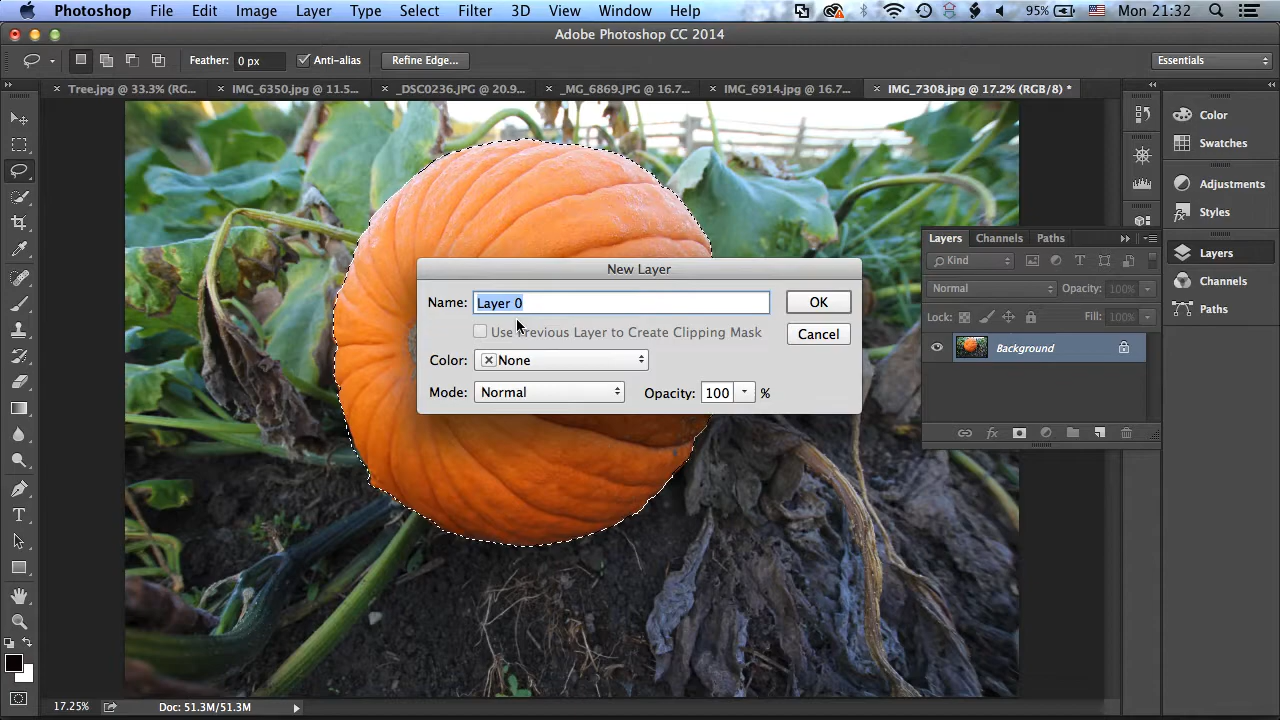 Photoshop File Edit Image Layer Type Select Filter 3D View Window Help 95% Mon 21:32
Adobe Photoshop CC 2014
Feather: 0 px Anti-alias Refine Edge... Essentials
Tree.jpg @ 33.3% (RG... IMG_6350.jpg @ 11.5... _DSC0236.JPG @ 20.9... _MG_6869.JPG @ 16.7... IMG_6914.jpg @ 16.7... IMG_7308.jpg @ 17.2% (RGB/8) *
Color
Swatches
Adjustments
Styles
Layers
Channels
Paths
Layers Channels Paths
Kind
Normal Opacity: 100%
Lock: Fill: 100%
Background
New Layer
Name: Layer 0 OK
Use Previous Layer to Create Clipping Mask Cancel
Color: None
Mode: Normal Opacity: 100 %
17.25% Doc: 51.3M/51.3M